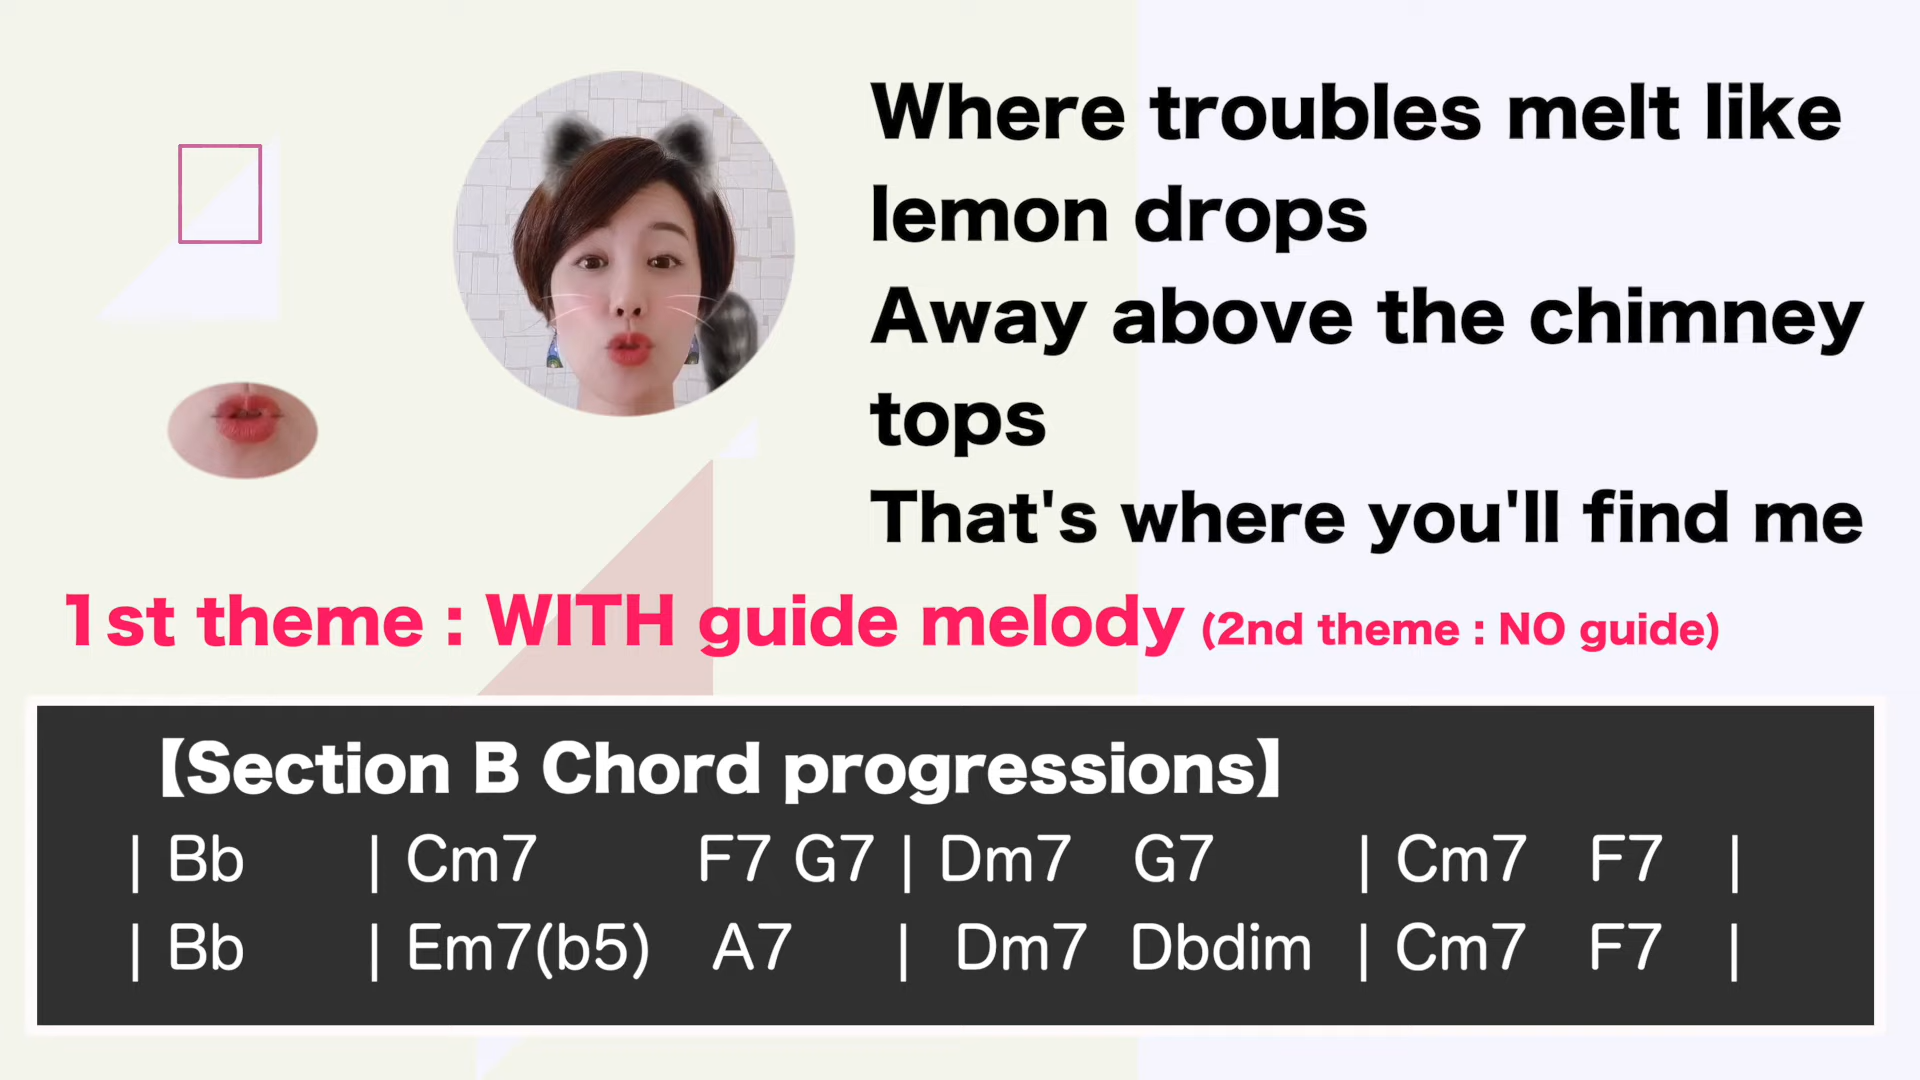 Where troubles melt like
lemon drops
Away above the chimney
tops
That's where you'll find me
1st theme : WITH guide melody (2nd theme : NO guide)
【Section B Chord progressions】
| Bb | Cm7 F7 G7 | Dm7 G7 | Cm7 F7 |
| Bb | Em7(b5) A7 | Dm7 Dbdim | Cm7 F7 |